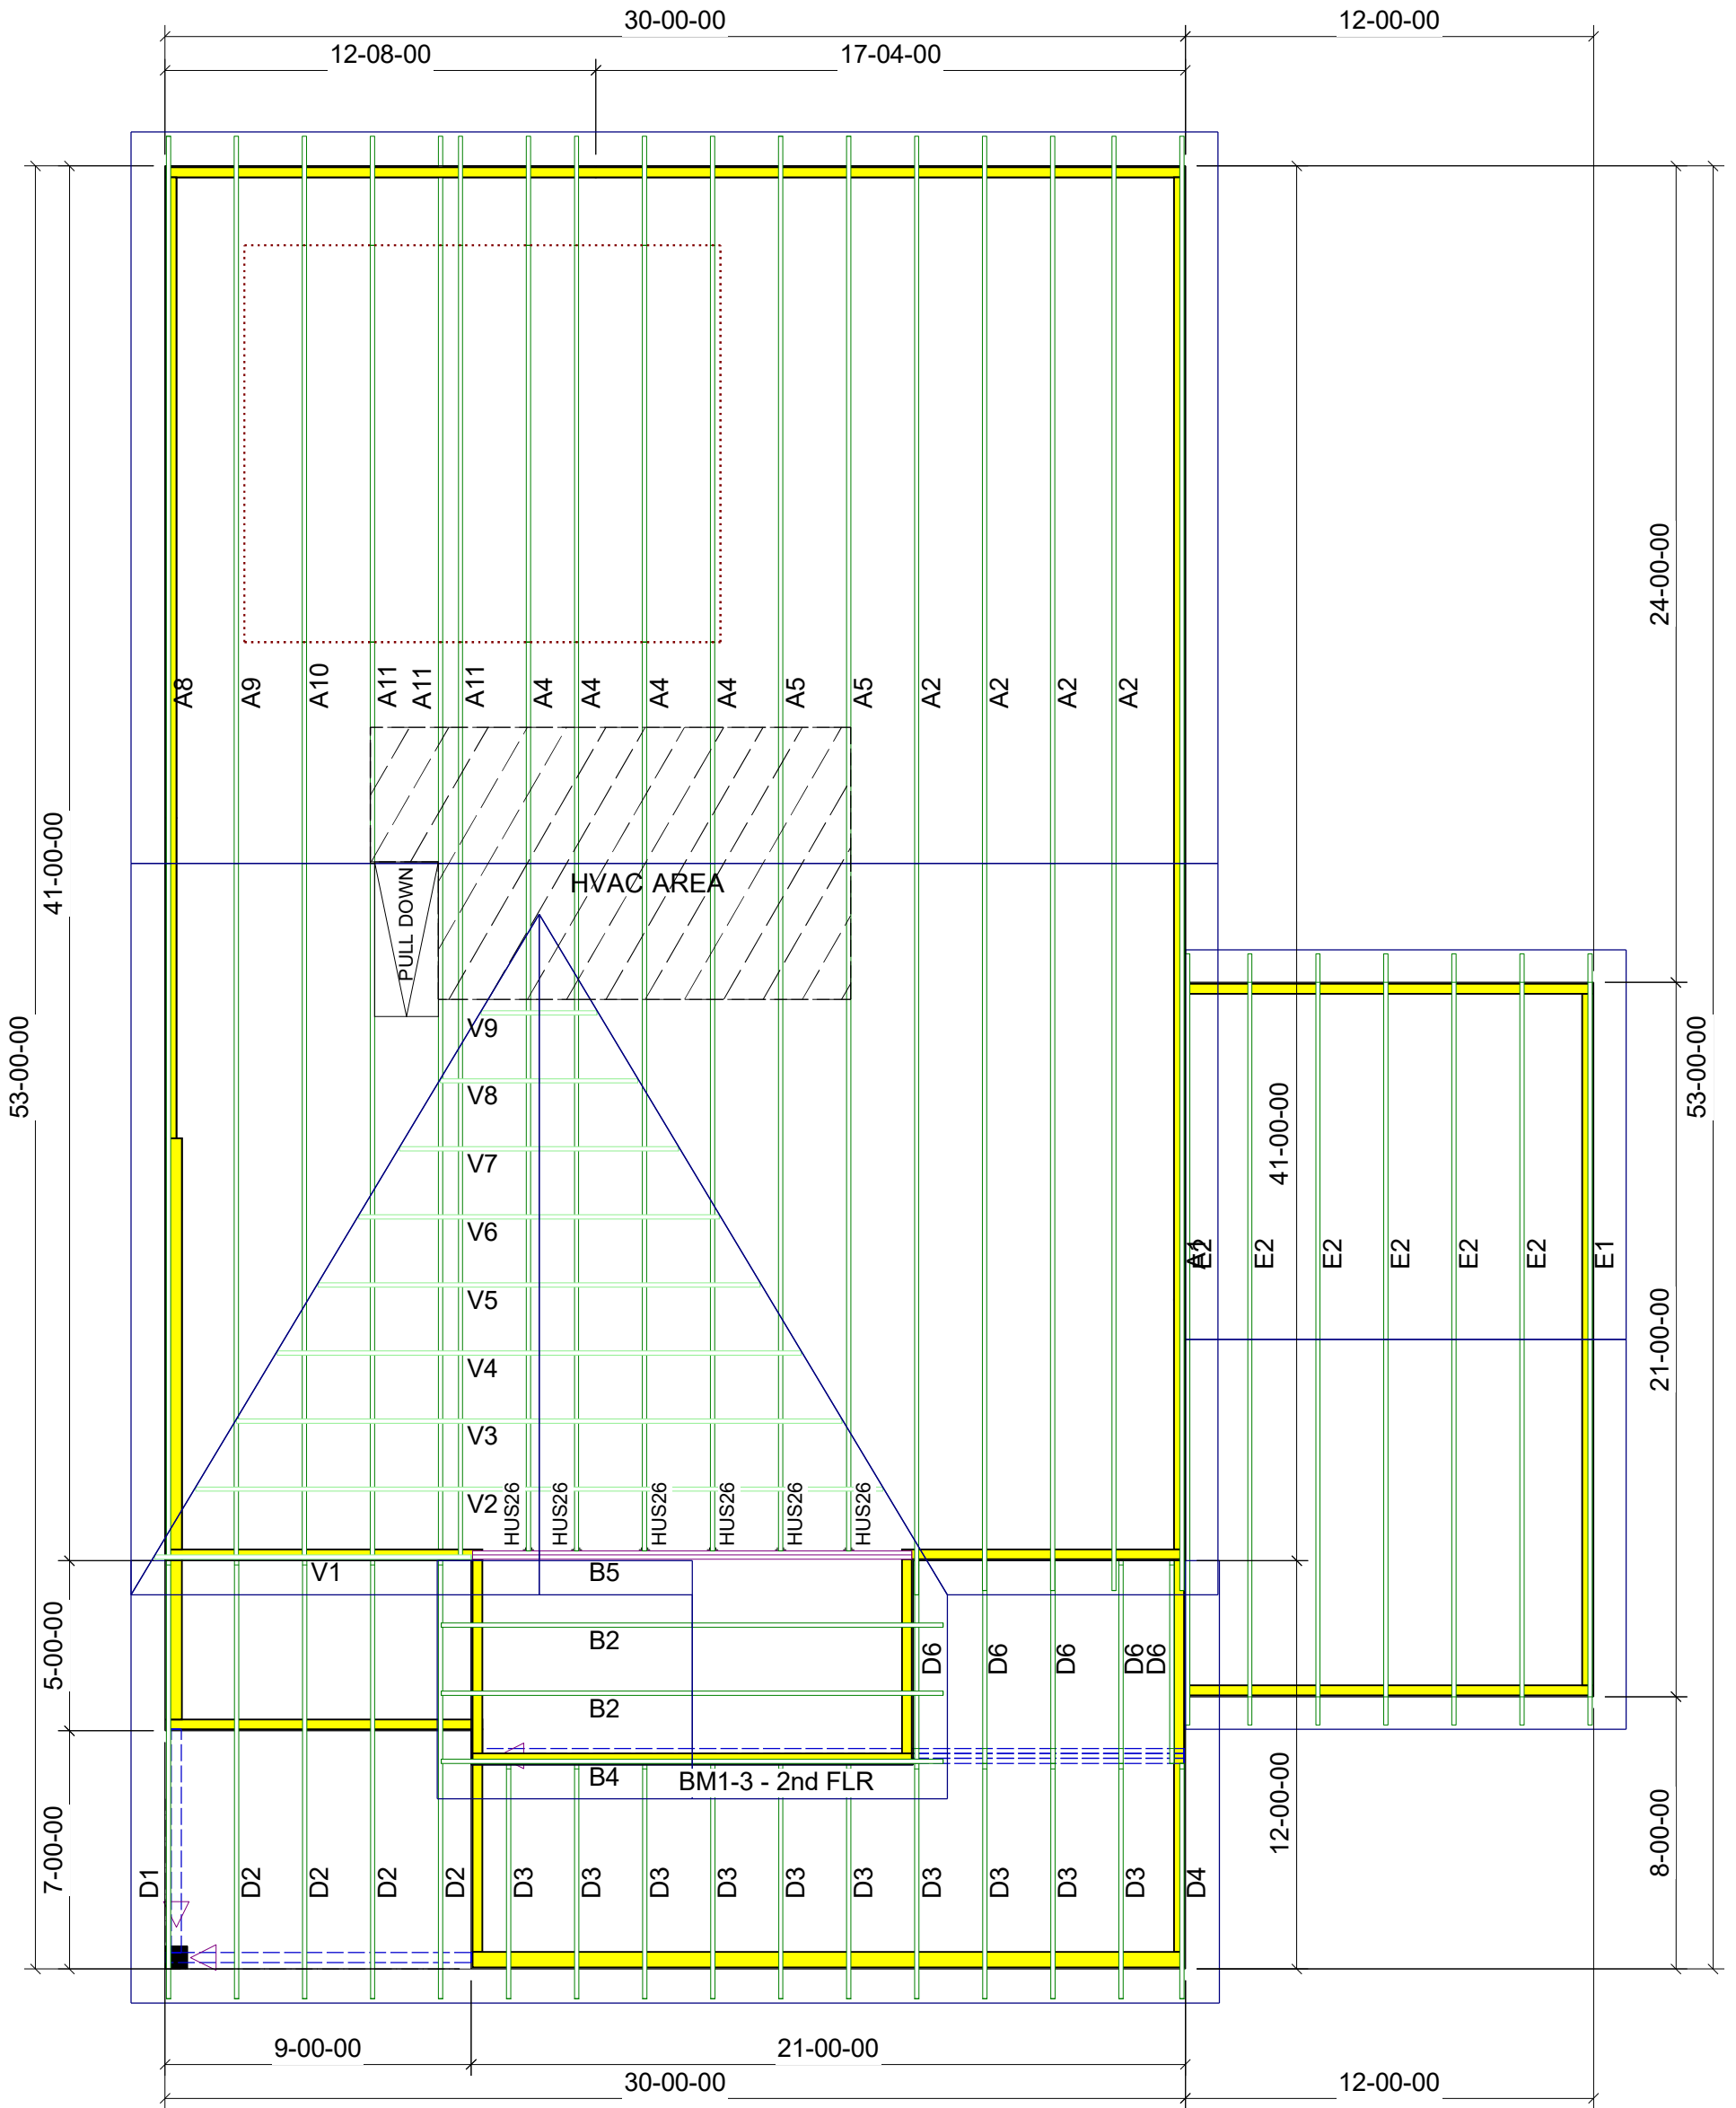 30-00-00
12-00-00
12-08-00
17-04-00
24-00-00
A8
A9
A10
A11
A11
A11
A4
A4
A4
A4
A5
A5
A2
A2
A2
A2
41-00-00
HVAC AREA
PULL DOWN
53-00-00
53-00-00
V9
V8
41-00-00
V7
V6
A1
E2
E2
E2
E2
E2
E2
E1
V5
21-00-00
V4
V3
V2
HUS26
HUS26
HUS26
HUS26
HUS26
HUS26
V1
B5
5-00-00
B2
D6
D6
D6
D6
D6
B2
B4
BM1-3 - 2nd FLR
12-00-00
8-00-00
7-00-00
D1
D2
D2
D2
D2
D3
D3
D3
D3
D3
D3
D3
D3
D3
D3
D4
9-00-00
21-00-00
30-00-00
12-00-00